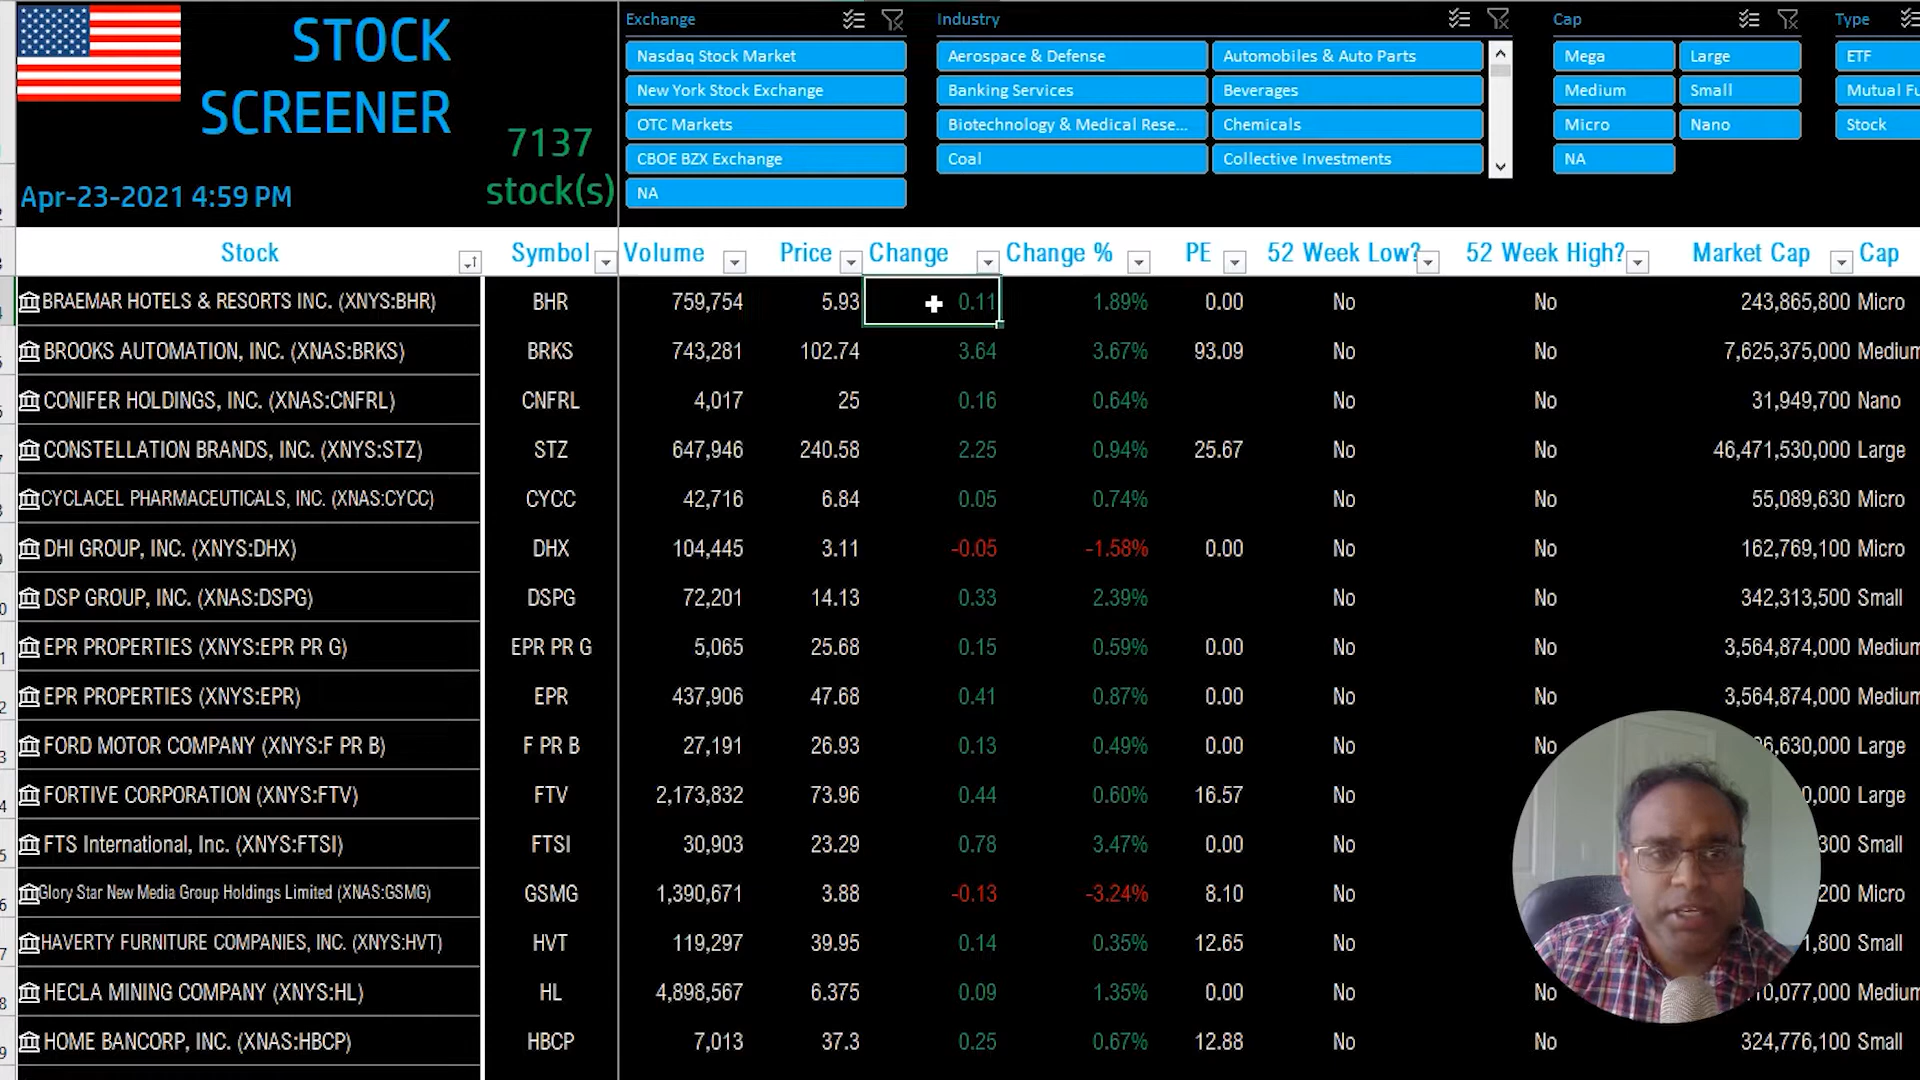 STOCK
SCREENER
7137
stock(s)
Apr-23-2021 4:59 PM
Exchange
Nasdaq Stock Market
New York Stock Exchange
OTC Markets
CBOE BZX Exchange
NA
Industry
Aerospace & Defense Automobiles & Auto Parts
Banking Services Beverages
Biotechnology & Medical Rese... Chemicals
Coal Collective Investments
Cap
Mega Large
Medium Small
Micro Nano
NA
Type
ETF
Mutual Fu
Stock
Stock Symbol Volume Price Change Change % PE 52 Week Low? 52 Week High? Market Cap Cap
BRAEMAR HOTELS & RESORTS INC. (XNYS:BHR) BHR 759,754 5.93 0.11 1.89% 0.00 No No 243,865,800 Micro
BROOKS AUTOMATION, INC. (XNAS:BRKS) BRKS 743,281 102.74 3.64 3.67% 93.09 No No 7,625,375,000 Medium
CONIFER HOLDINGS, INC. (XNAS:CNFRL) CNFRL 4,017 25 0.16 0.64% No No 31,949,700 Nano
CONSTELLATION BRANDS, INC. (XNYS:STZ) STZ 647,946 240.58 2.25 0.94% 25.67 No No 46,471,530,000 Large
CYCLACEL PHARMACEUTICALS, INC. (XNAS:CYCC) CYCC 42,716 6.84 0.05 0.74% No No 55,089,630 Micro
DHI GROUP, INC. (XNYS:DHX) DHX 104,445 3.11 -0.05 -1.58% 0.00 No No 162,769,100 Micro
DSP GROUP, INC. (XNAS:DSPG) DSPG 72,201 14.13 0.33 2.39% No No 342,313,500 Small
EPR PROPERTIES (XNYS:EPR PR G) EPR PR G 5,065 25.68 0.15 0.59% 0.00 No No 3,564,874,000 Medium
EPR PROPERTIES (XNYS:EPR) EPR 437,906 47.68 0.41 0.87% 0.00 No No 3,564,874,000 Medium
FORD MOTOR COMPANY (XNYS:F PR B) F PR B 27,191 26.93 0.13 0.49% 0.00 No No 6,630,000 Large
FORTIVE CORPORATION (XNYS:FTV) FTV 2,173,832 73.96 0.44 0.60% 16.57 No 0,000 Large
FTS International, Inc. (XNYS:FTSI) FTSI 30,903 23.29 0.78 3.47% 0.00 No 300 Small
Glory Star New Media Group Holdings Limited (XNAS:GSMG) GSMG 1,390,671 3.88 -0.13 -3.24% 8.10 No 200 Micro
HAVERTY FURNITURE COMPANIES, INC. (XNYS:HVT) HVT 119,297 39.95 0.14 0.35% 12.65 No 1,800 Small
HECLA MINING COMPANY (XNYS:HL) HL 4,898,567 6.375 0.09 1.35% 0.00 No No 0,077,000 Medium
HOME BANCORP, INC. (XNAS:HBCP) HBCP 7,013 37.3 0.25 0.67% 12.88 No No 324,776,100 Small